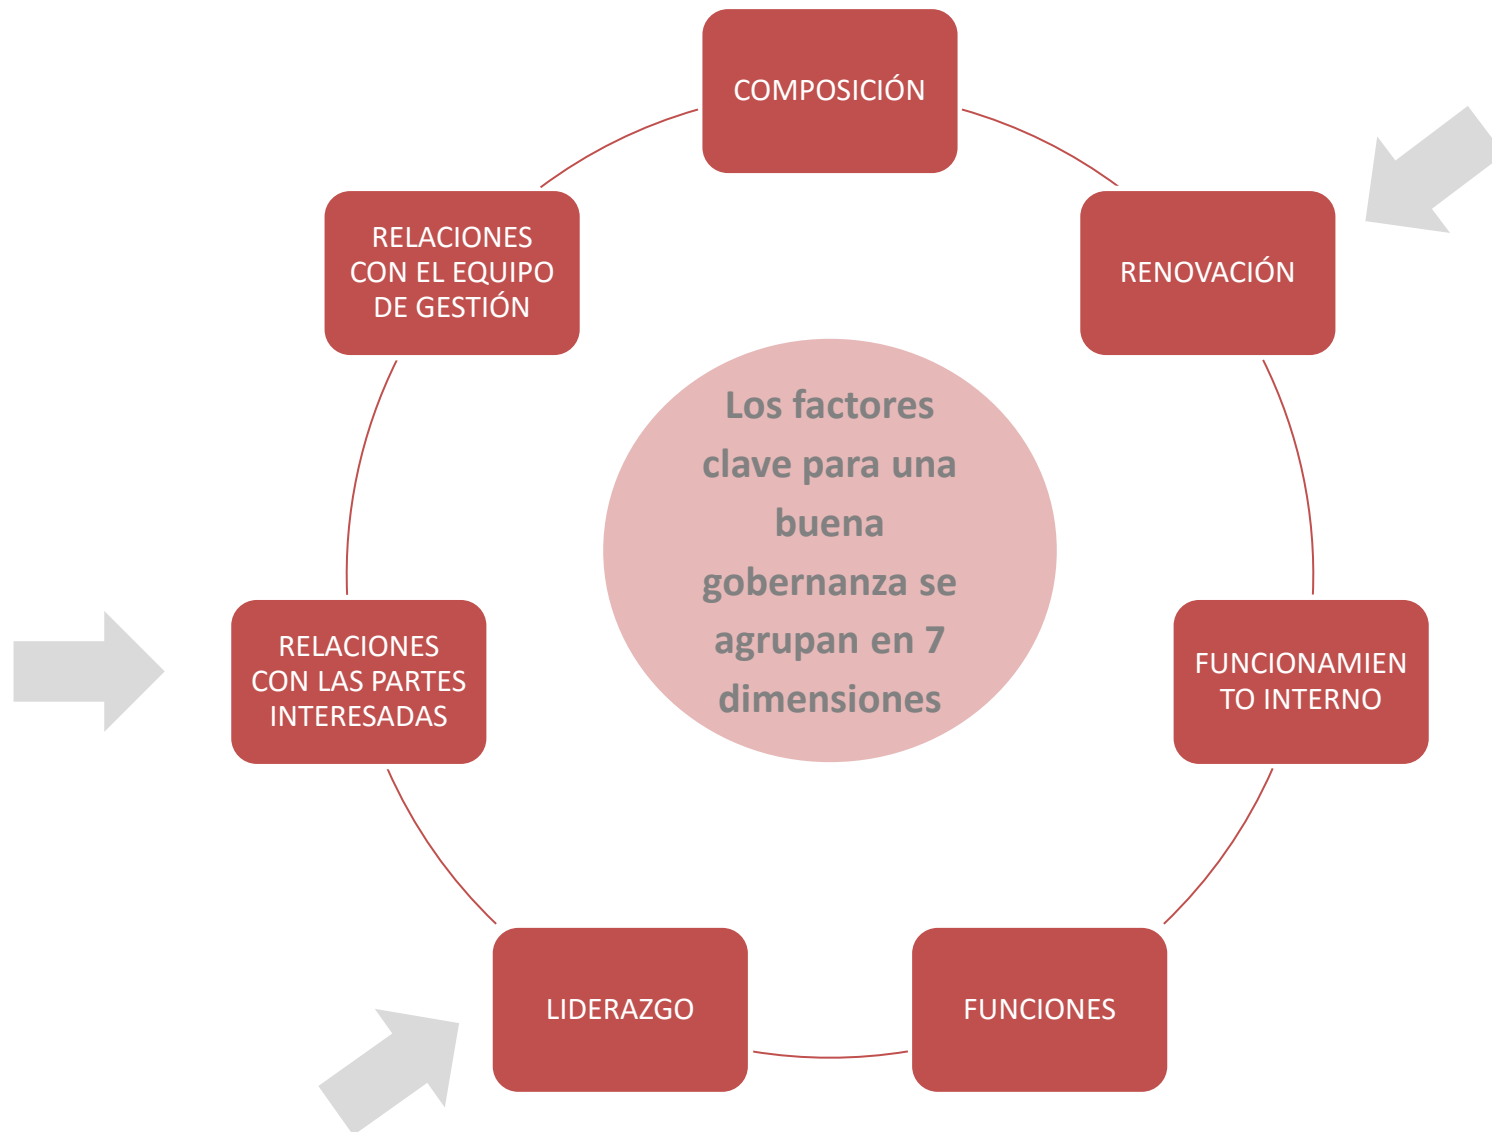 COMPOSICIÓN
RENOVACIÓN
FUNCIONAMIEN
TO INTERNO
FUNCIONES
LIDERAZGO
RELACIONES
CON LAS PARTES
INTERESADAS
RELACIONES
CON EL EQUIPO
DE GESTIÓN
Los factores
clave para una
buena
gobernanza se
agrupan en 7
dimensiones